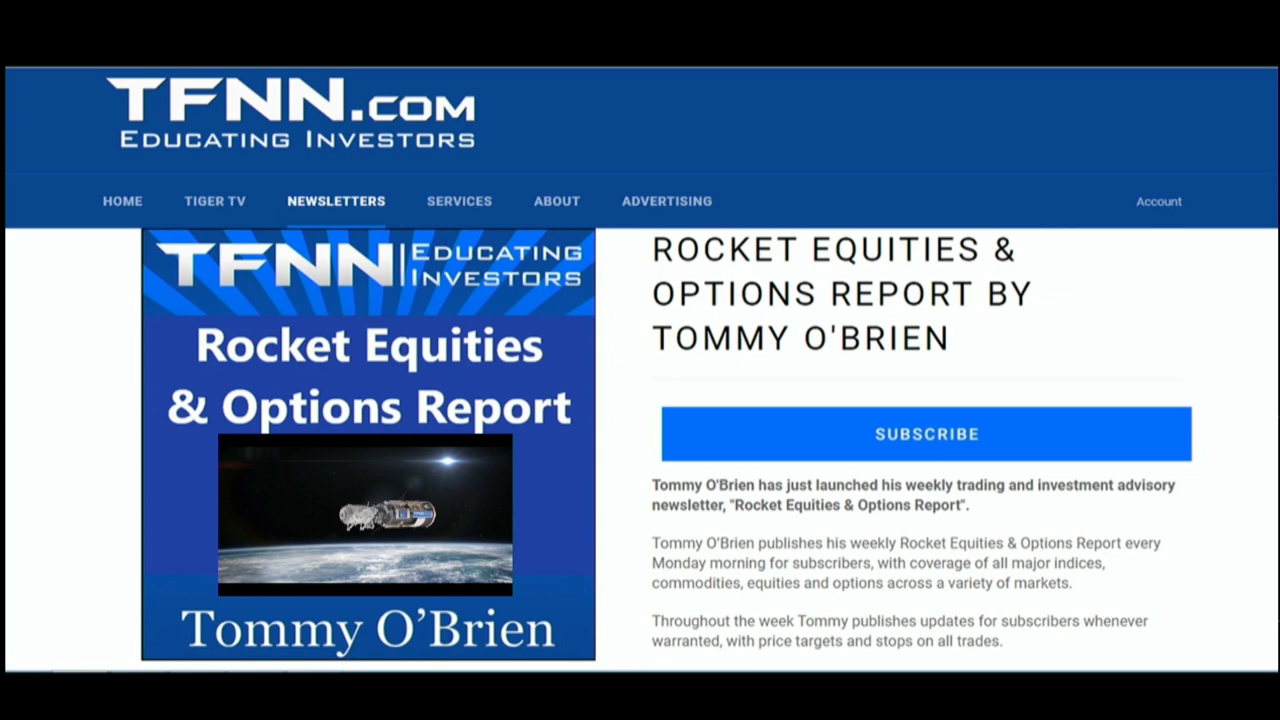 TFNN.COM
EDUCATING INVESTORS
HOME TIGER TV NEWSLETTERS SERVICES ABOUT ADVERTISING Account
TFNN EDUCATING
INVESTORS
Rocket Equities
& Options Report
Tommy O’Brien
ROCKET EQUITIES &
OPTIONS REPORT BY
TOMMY O'BRIEN
SUBSCRIBE
Tommy O'Brien has just launched his weekly trading and investment advisory
newsletter, "Rocket Equities & Options Report".
Tommy O’Brien publishes his weekly Rocket Equities & Options Report every
Monday morning for subscribers, with coverage of all major indices,
commodities, equities and options across a variety of markets.
Throughout the week Tommy publishes updates for subscribers whenever
warranted, with price targets and stops on all trades.